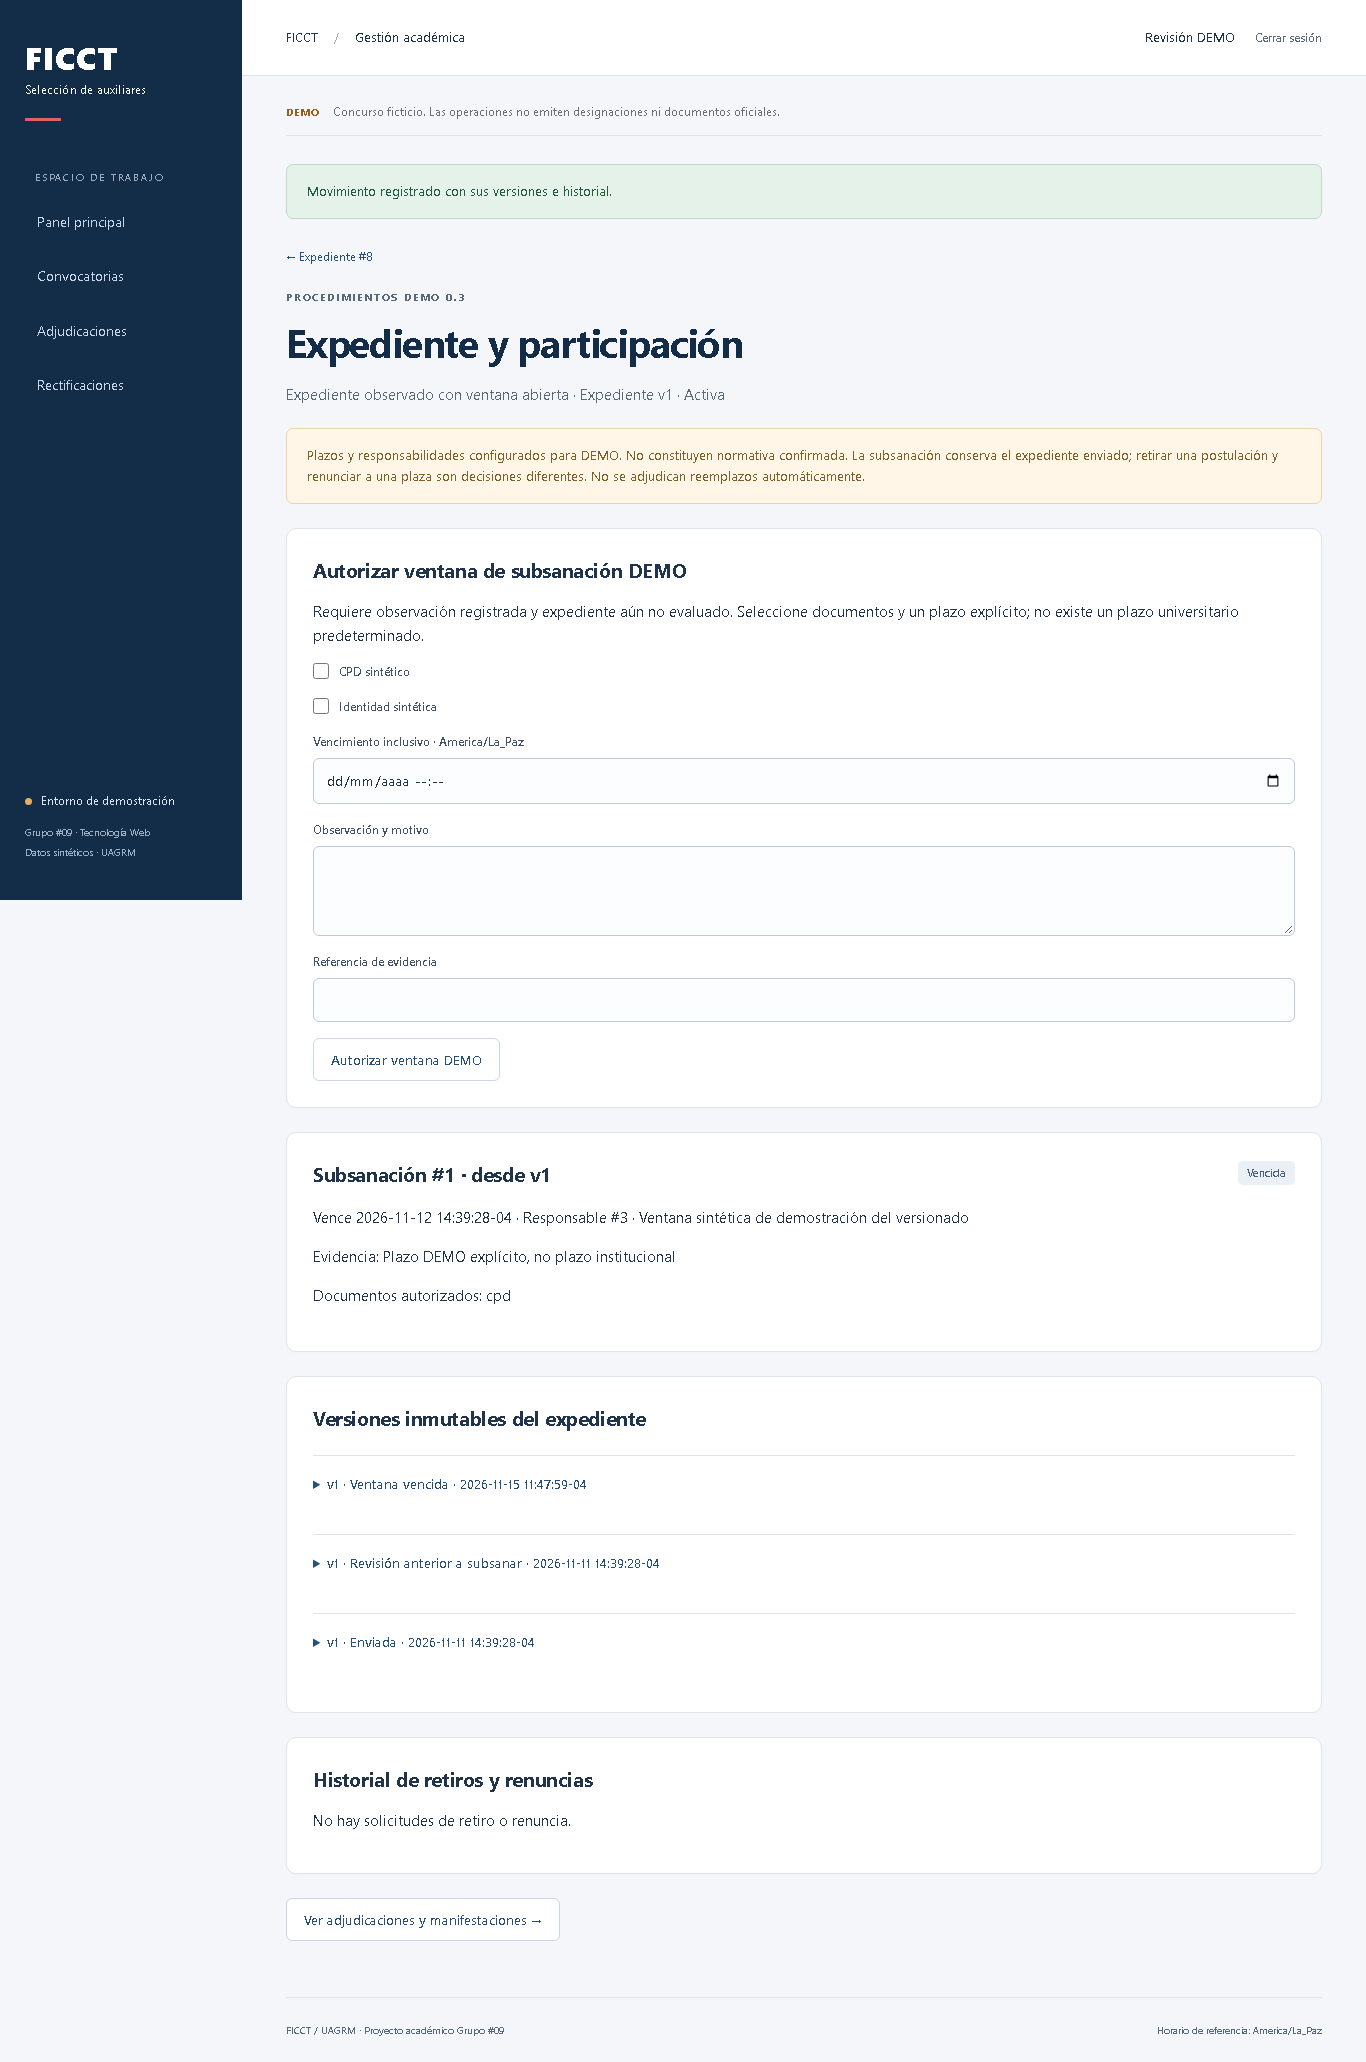 FICCT
Selección de auxiliares
ESPACIO DE TRABAJO
Panel principal
Convocatorias
Adjudicaciones
Rectificaciones
Entorno de demostración
Grupo #09 · Tecnología Web
Datos sintéticos · UAGRM
FICCT / Gestión académica
Revisión DEMO Cerrar sesión
DEMO Concurso ficticio. Las operaciones no emiten designaciones ni documentos oficiales.
Movimiento registrado con sus versiones e historial.
← Expediente #8
PROCEDIMIENTOS DEMO 0.3
Expediente y participación
Expediente observado con ventana abierta · Expediente v1 · Activa
Plazos y responsabilidades configurados para DEMO. No constituyen normativa confirmada. La subsanación conserva el expediente enviado; retirar una postulación y
renunciar a una plaza son decisiones diferentes. No se adjudican reemplazos automáticamente.
Autorizar ventana de subsanación DEMO
Requiere observación registrada y expediente aún no evaluado. Seleccione documentos y un plazo explícito; no existe un plazo universitario
predeterminado.
CPD sintético
Identidad sintética
Vencimiento inclusivo · America/La_Paz
dd/mm/aaaa --:--
Observación y motivo
Referencia de evidencia
Autorizar ventana DEMO
Subsanación #1 · desde v1
Vencida
Vence 2026-11-12 14:39:28-04 · Responsable #3 · Ventana sintética de demostración del versionado
Evidencia: Plazo DEMO explícito, no plazo institucional
Documentos autorizados: cpd
Versiones inmutables del expediente
▶ v1 · Ventana vencida · 2026-11-15 11:47:59-04
▶ v1 · Revisión anterior a subsanar · 2026-11-11 14:39:28-04
▶ v1 · Enviada · 2026-11-11 14:39:28-04
Historial de retiros y renuncias
No hay solicitudes de retiro o renuncia.
Ver adjudicaciones y manifestaciones →
FICCT / UAGRM · Proyecto académico Grupo #09
Horario de referencia: America/La_Paz